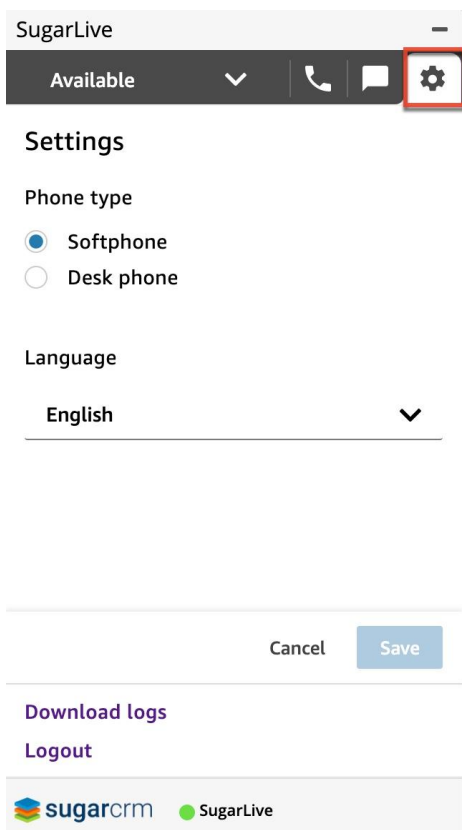 SugarLive
Available
Settings
Phone type
Softphone
Desk phone
Language
English
Cancel Save
Download logs
Logout
sugarcrm SugarLive